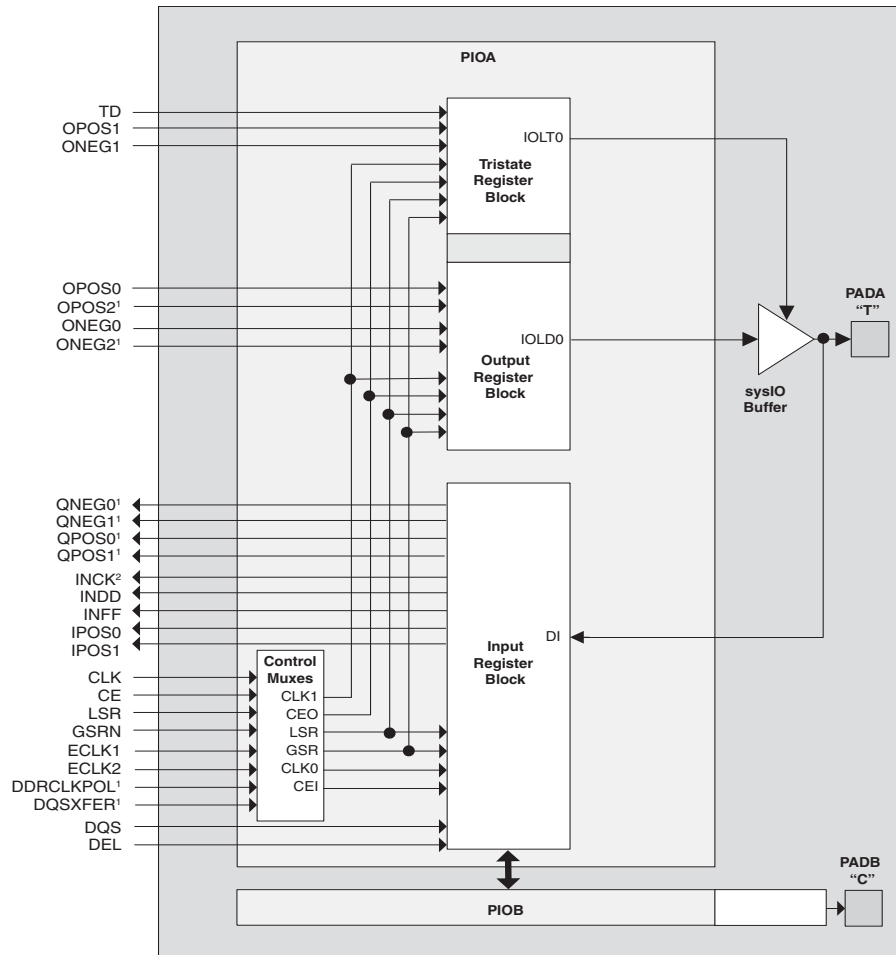 PIOA
TD
OPOS1
ONEG1
IOLT0
Tristate
Register
Block
OPOS0
OPOS2¹
ONEG0
ONEG2¹
IOLD0
Output
Register
Block
PADA
“T”
sysIO
Buffer
QNEG0¹
QNEG1¹
QPOS0¹
QPOS1¹
INCK²
INDD
INFF
IPOS0
IPOS1
DI
Input
Register
Block
CLK
CE
LSR
GSRN
ECLK1
ECLK2
DDRCLKPOL¹
DQSXFER¹
DQS
DEL
Control
Muxes
CLK1
CEO
LSR
GSR
CLK0
CEI
PADB
“C”
PIOB